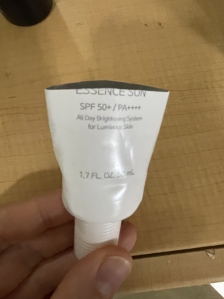 ESSENCE SUN
SPF 50+ / PA++++
All Day Brightening System
for Luminous Skin
1.7 FL. OZ. 50 mL